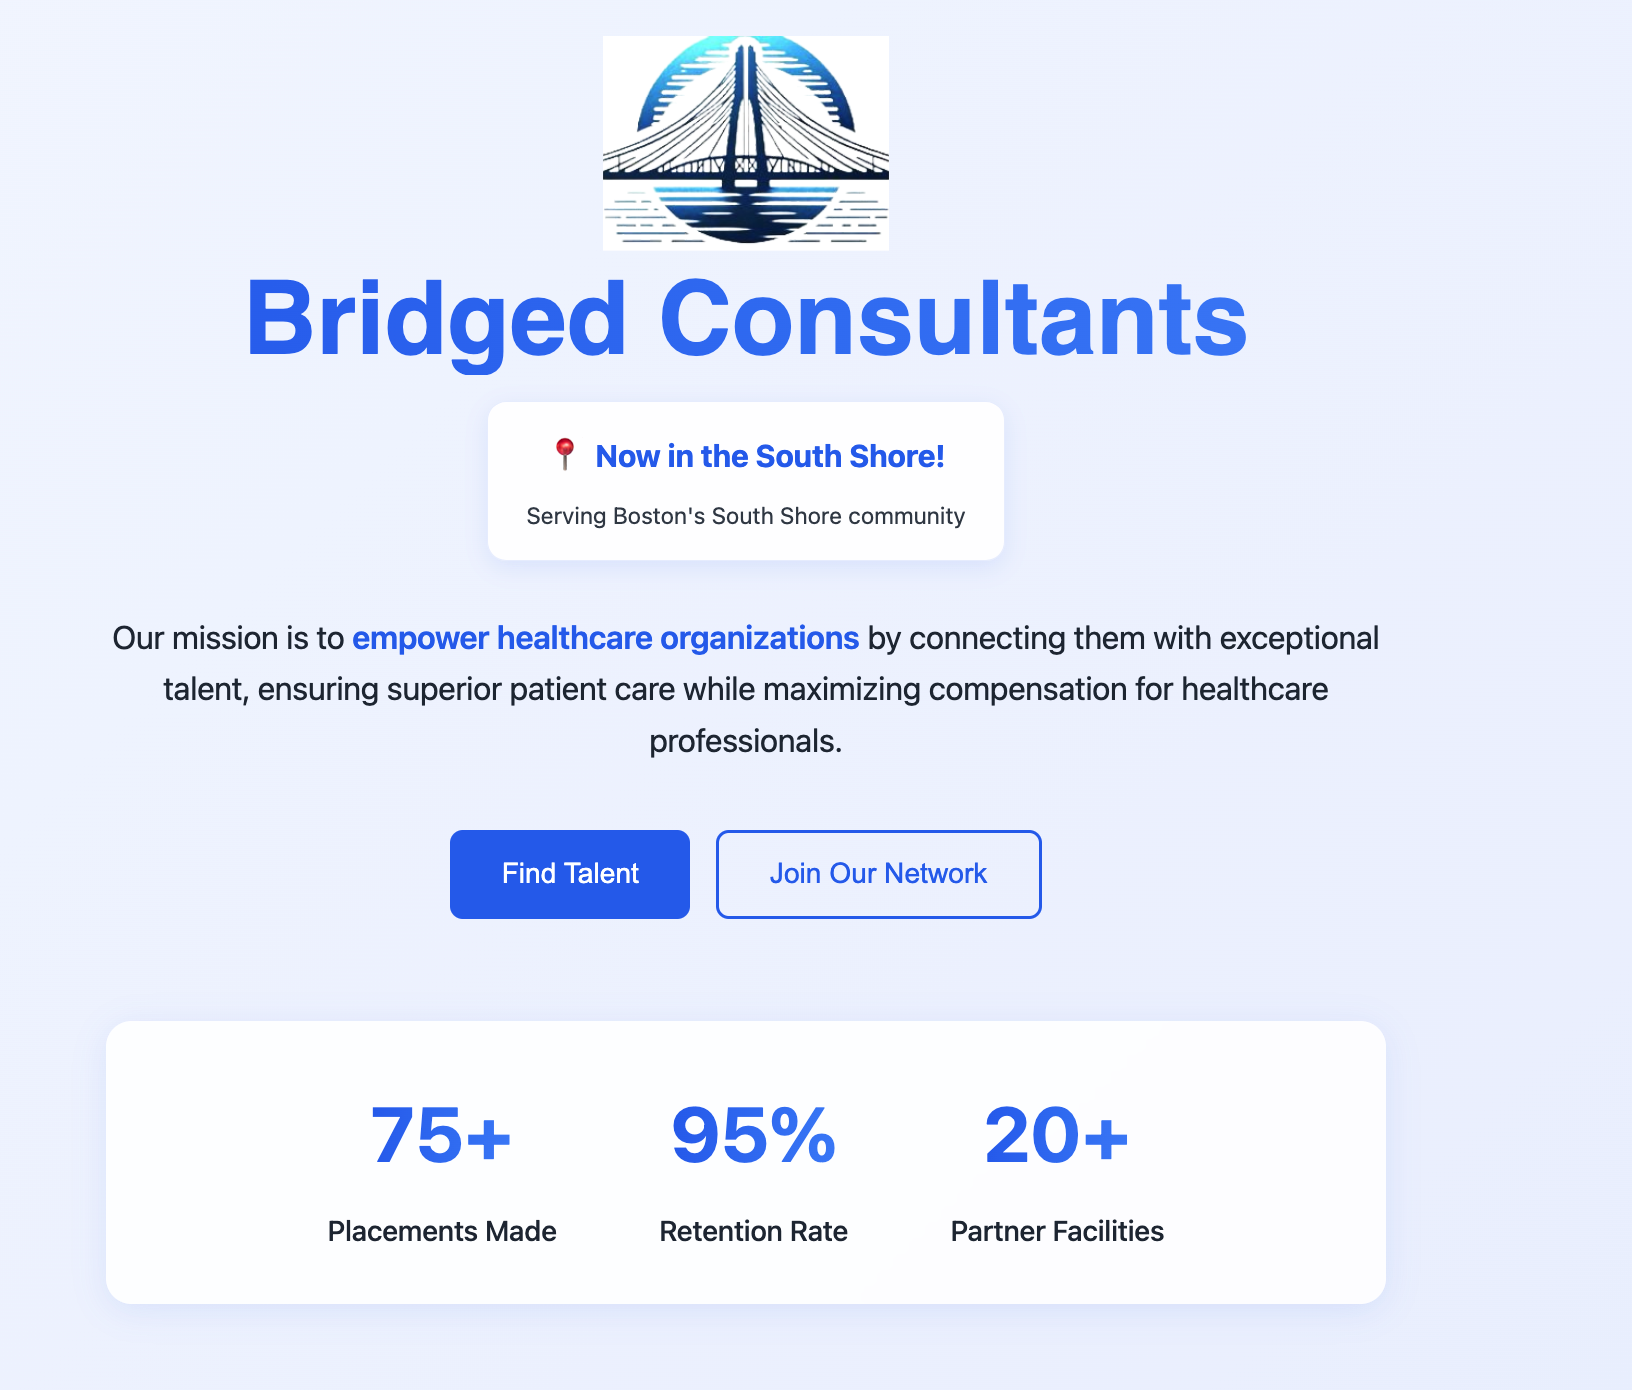 Bridged Consultants
📍 Now in the South Shore!
Serving Boston's South Shore community
Our mission is to empower healthcare organizations by connecting them with exceptional
talent, ensuring superior patient care while maximizing compensation for healthcare
professionals.
Find Talent
Join Our Network
75+
Placements Made
95%
Retention Rate
20+
Partner Facilities